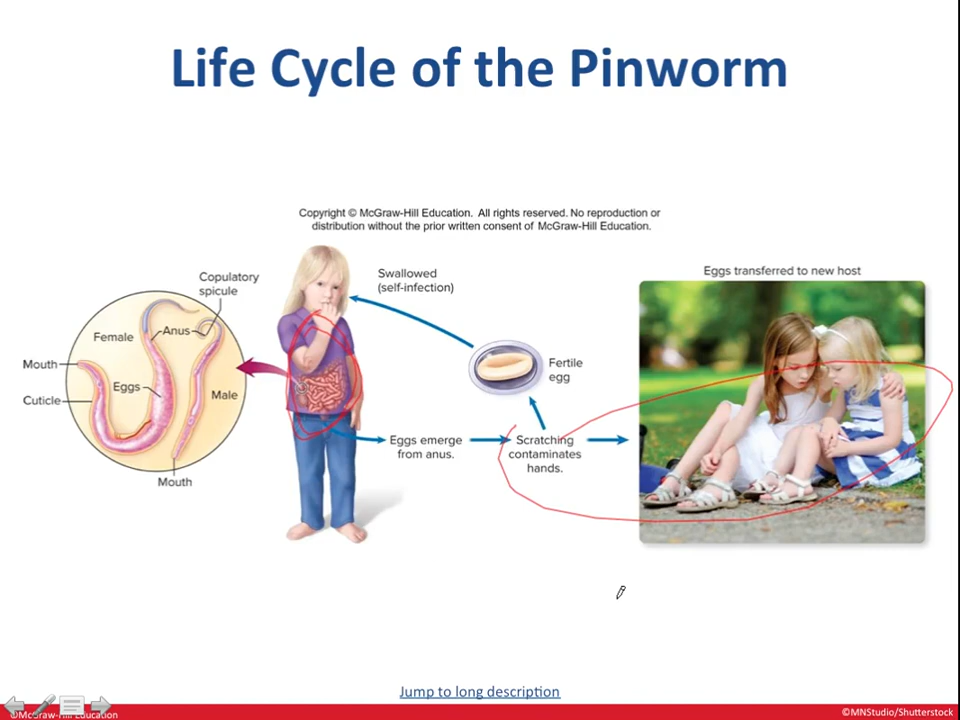 Life Cycle of the Pinworm
Copyright © McGraw-Hill Education. All rights reserved. No reproduction or
distribution without the prior written consent of McGraw-Hill Education.
Copulatory
spicule
Swallowed
(self-infection)
Eggs transferred to new host
Female
Anus
Mouth
Fertile
egg
Eggs
Male
Cuticle
Eggs emerge
from anus.
Scratching
contaminates
hands.
Mouth
Jump to long description
©McGraw-Hill Education
©MNStudio/Shutterstock